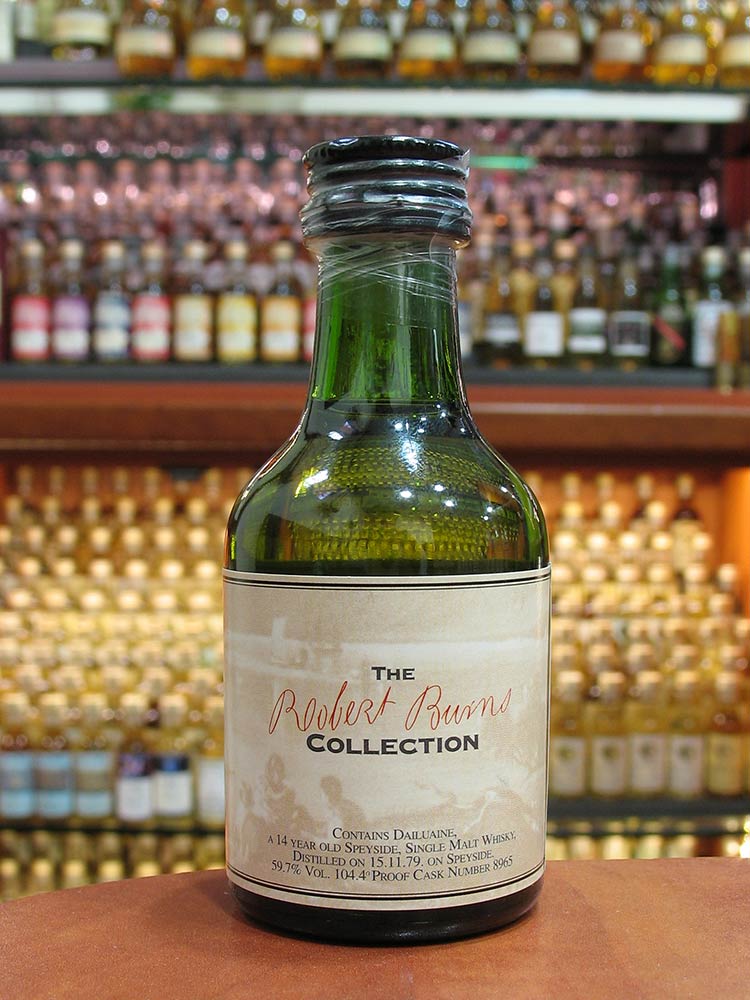 THE
Robert Burns
COLLECTION
CONTAINS DAILUAINE,
A 14 YEAR OLD SPEYSIDE, SINGLE MALT WHISKY,
DISTILLED ON 15.11.79. ON SPEYSIDE.
59.7% VOL. 104.4° PROOF CASK NUMBER 8965